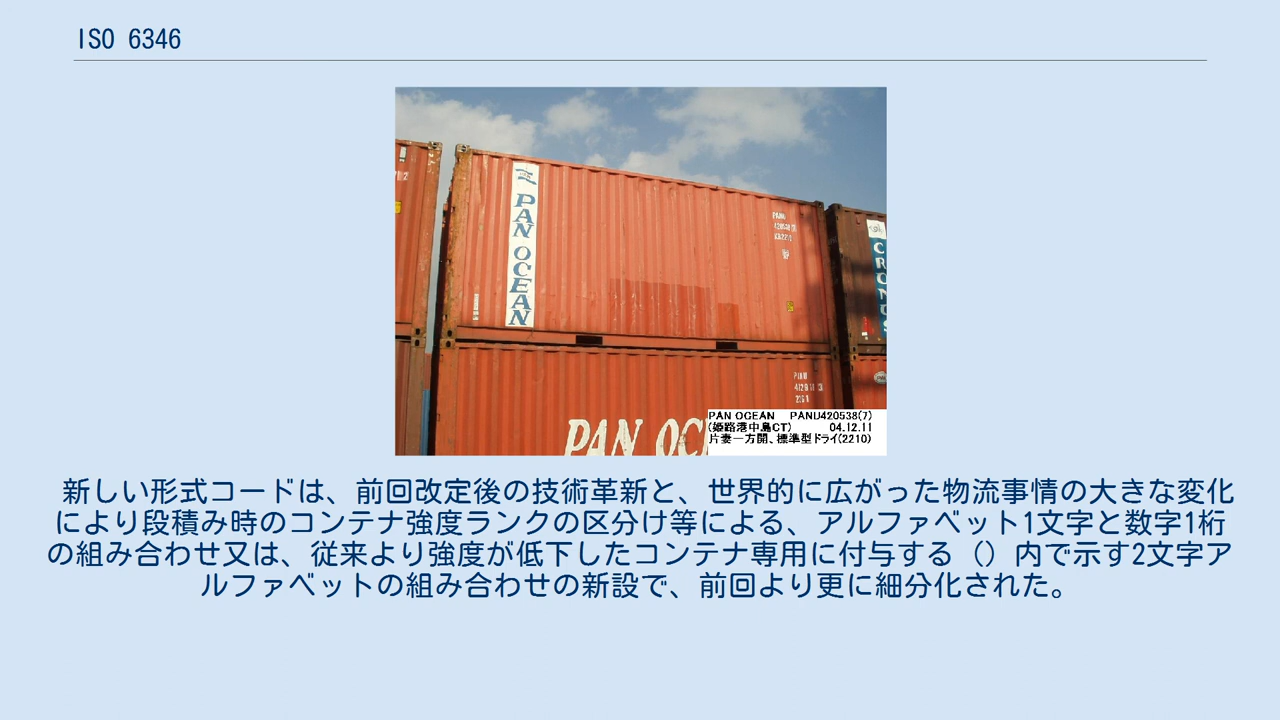 ISO 6346
PAN OCEAN
PANU
CRONOS
PANU
PAN OC
PAN OCEAN PANU420538(7)
(姫路港中島CT) 04.12.11
片妻一方開、標準型ドライ(2210)
新しい形式コードは、前回改定後の技術革新と、世界的に広がった物流事情の大きな変化
により段積み時のコンテナ強度ランクの区分け等による、アルファベット1文字と数字1桁
の組み合わせ又は、従来より強度が低下したコンテナ専用に付与する（）内で示す2文字ア
ルファベットの組み合わせの新設で、前回より更に細分化された。